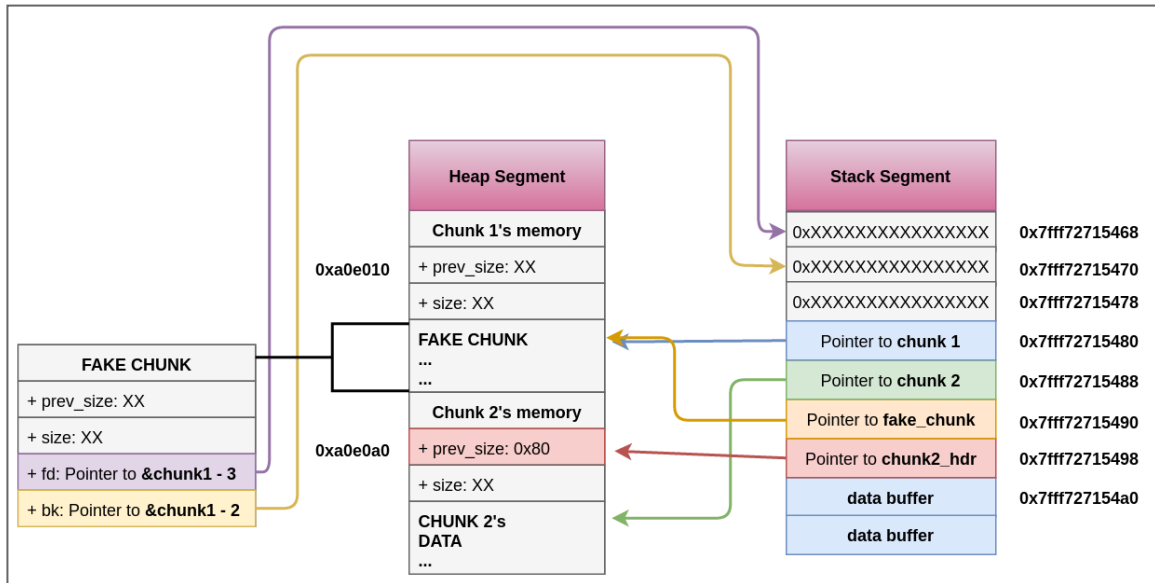 Heap Segment
Chunk 1's memory
0xa0e010
+ prev_size: XX
+ size: XX
FAKE CHUNK
...
...
Chunk 2's memory
0xa0e0a0
+ prev_size: 0x80
+ size: XX
CHUNK 2's
DATA
...
FAKE CHUNK
+ prev_size: XX
+ size: XX
+ fd: Pointer to &chunk1 - 3
+ bk: Pointer to &chunk1 - 2
Stack Segment
0xXXXXXXXXXXXXXXXX 0x7fff72715468
0xXXXXXXXXXXXXXXXX 0x7fff72715470
0xXXXXXXXXXXXXXXXX 0x7fff72715478
Pointer to chunk 1 0x7fff72715480
Pointer to chunk 2 0x7fff72715488
Pointer to fake_chunk 0x7fff72715490
Pointer to chunk2_hdr 0x7fff72715498
data buffer 0x7fff727154a0
data buffer